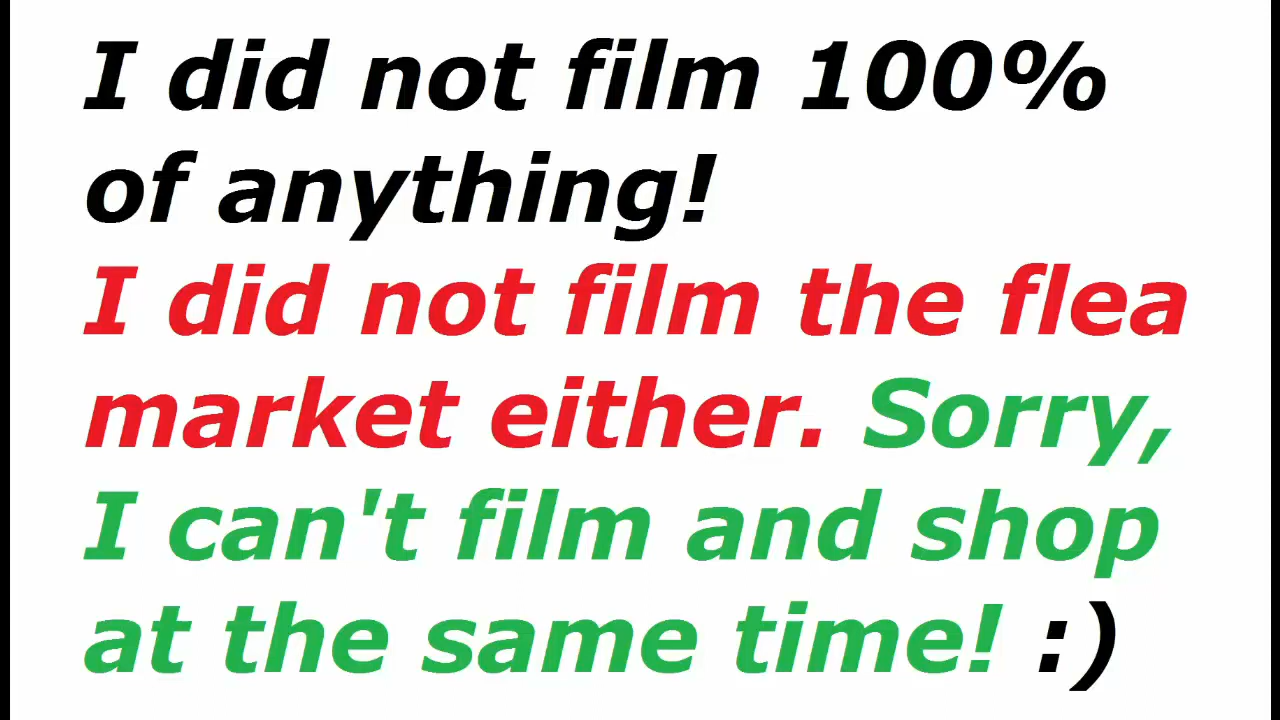 I did not film 100%
of anything!
I did not film the flea
market either. Sorry,
I can't film and shop
at the same time! :)